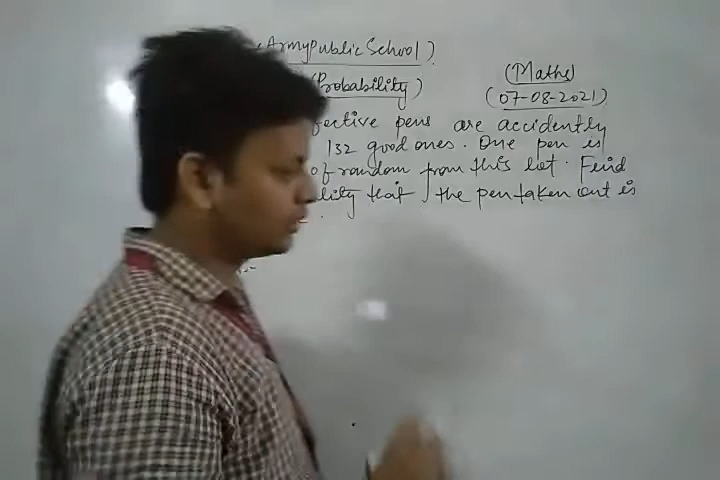 ArmyPublic School)
(Probability) (Maths)
(07-08-2021)
fective pens are accidently
132 good ones. One pen is
of random from this lot. Find
lity that the pen taken out is